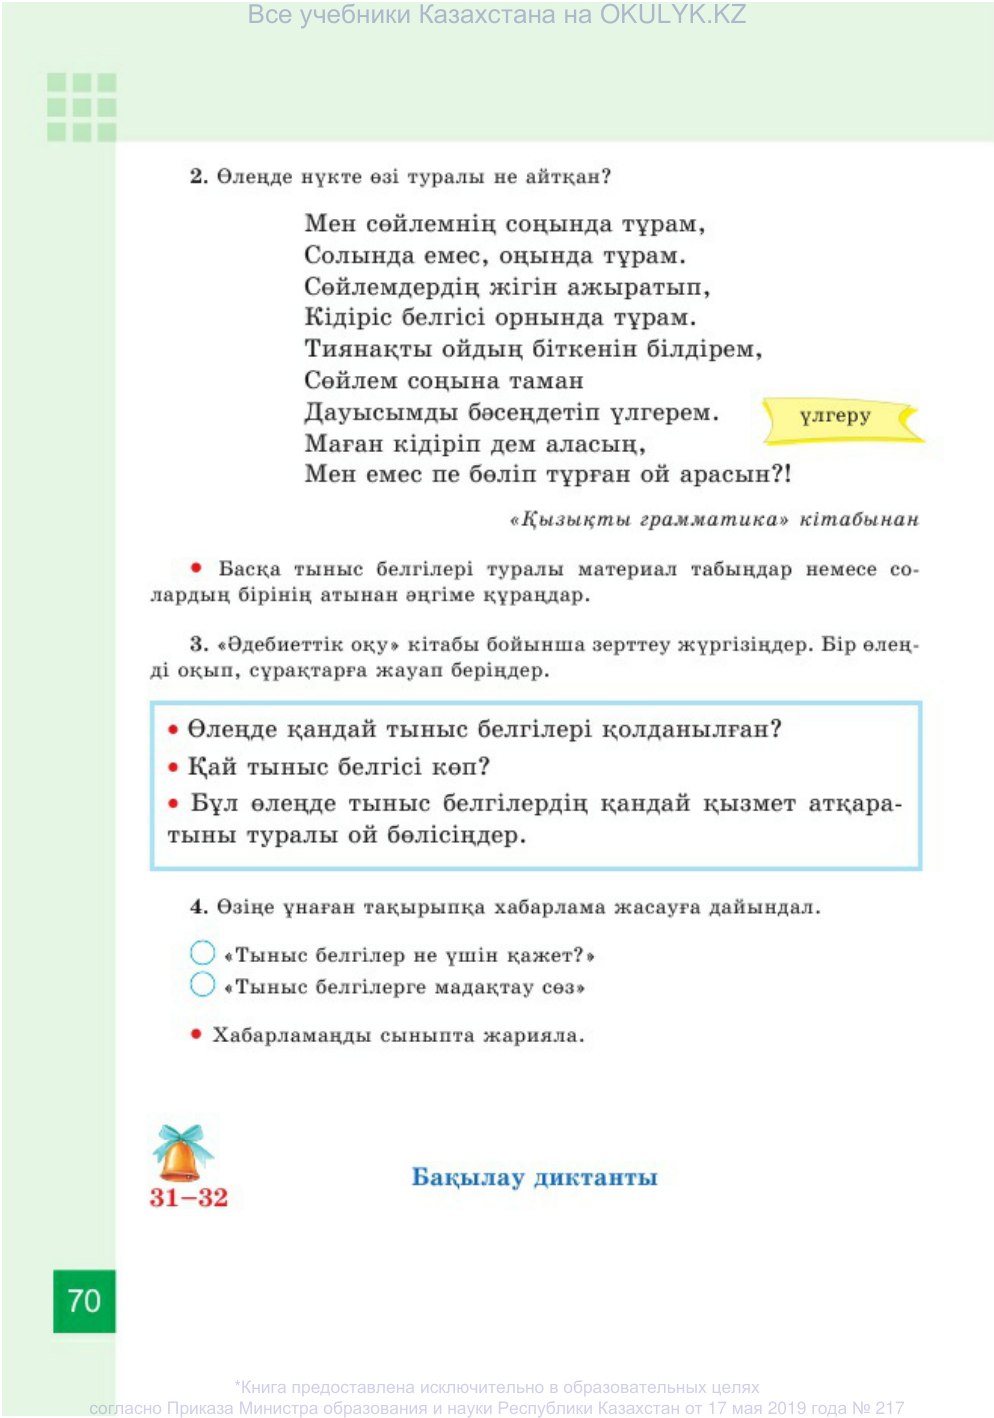 Все учебники Казахстана на OKULYK.KZ
2. Өлеңде нүкте өзі туралы не айтқан?
Мен сөйлемнің соңында тұрам,
Солында емес, оңында тұрам.
Сөйлемдердің жігін ажыратып,
Кідіріс белгісі орнында тұрам.
Тиянақты ойдың біткенін білдірем,
Сөйлем соңына таман
Дауысымды бәсеңдетіп үлгерем.
үлгеру
Маған кідіріп дем аласың,
Мен емес пе бөліп тұрған ой арасын?!
«Қызықты грамматика» кітабынан
• Басқа тыныс белгілері туралы материал табыңдар немесе со-
лардың бірінің атынан әңгіме құраңдар.
3. «Әдебиеттік оқу» кітабы бойынша зерттеу жүргізіңдер. Бір өлең-
ді оқып, сұрақтарға жауап беріңдер.
• Өлеңде қандай тыныс белгілері қолданылған?
• Қай тыныс белгісі көп?
• Бұл өлеңде тыныс белгілердің қандай қызмет атқара-
тыны туралы ой бөлісіңдер.
4. Өзіңе ұнаған тақырыпқа хабарлама жасауға дайындал.
«Тыныс белгілер не үшін қажет?»
«Тыныс белгілерге мадақтау сөз»
• Хабарламаңды сыныпта жарияла.
31–32
Бақылау диктанты
70
*Книга предоставлена исключительно в образовательных целях
согласно Приказа Министра образования и науки Республики Казахстан от 17 мая 2019 года № 217